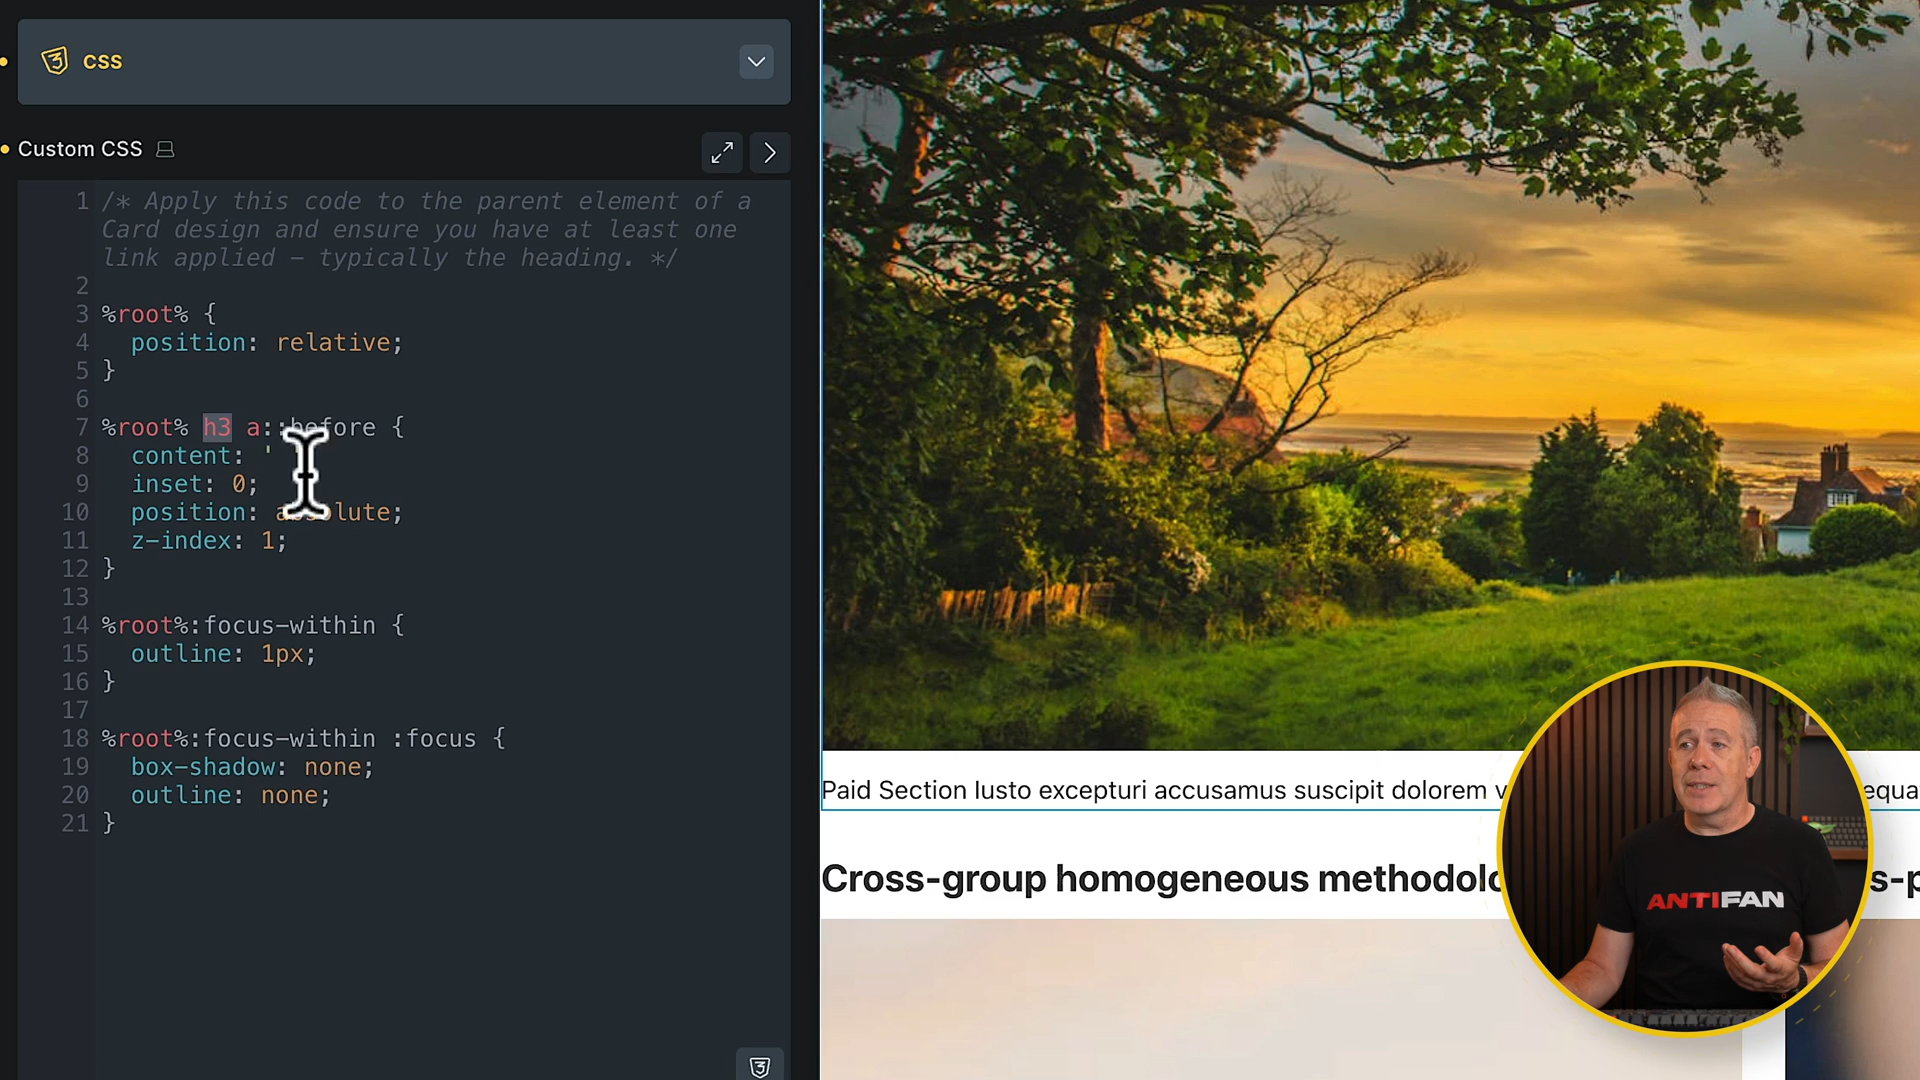 CSS
Custom CSS
1 /* Apply this code to the parent element of a
Card design and ensure you have at least one
link applied – typically the heading. */
2
3 %root% {
4 position: relative;
5 }
6
7 %root% h3 a::before {
8 content: '
9 inset: 0;
10 position: absolute;
11 z-index: 1;
12 }
13
14 %root%:focus-within {
15 outline: 1px;
16 }
17
18 %root%:focus-within :focus {
19 box-shadow: none;
20 outline: none;
21 }
Paid Section Iusto excepturi accusamus suscipit dolorem
Cross-group homogeneous
ANTIFAN